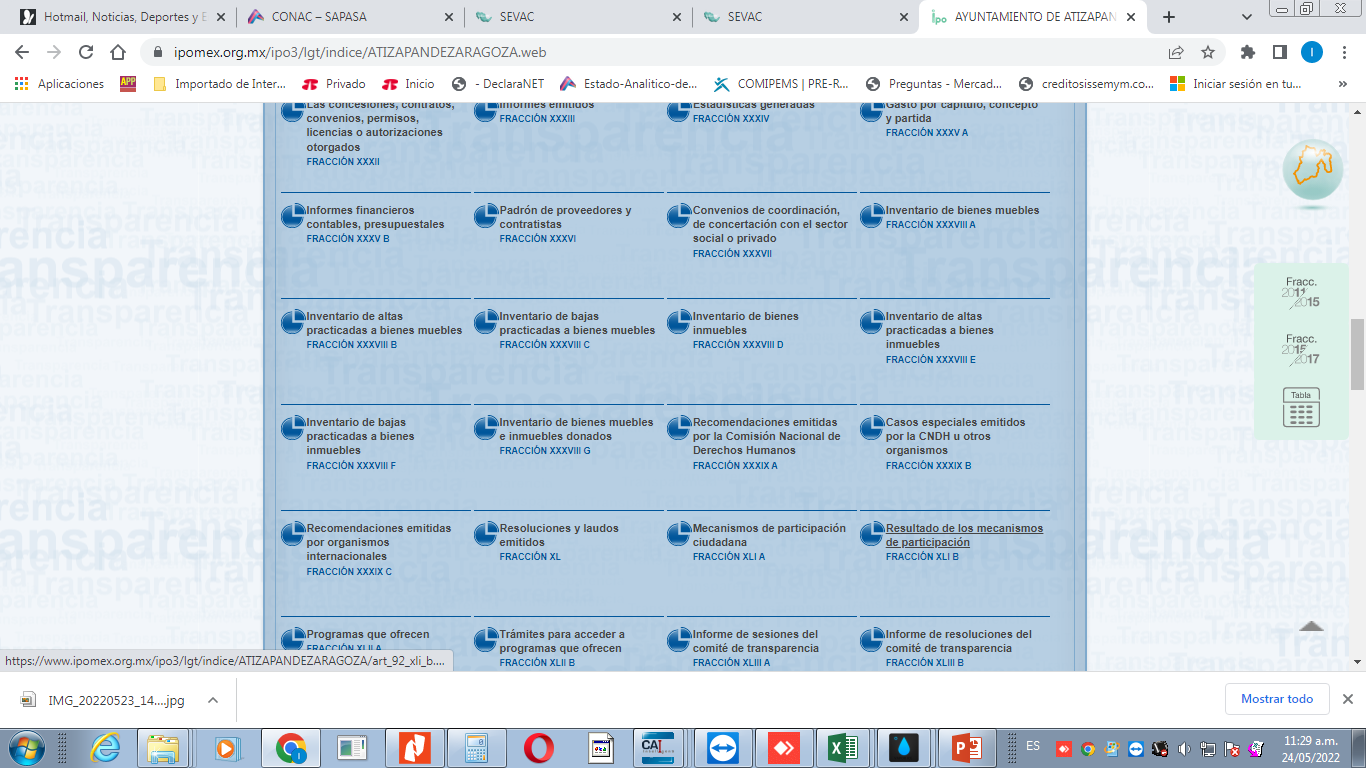 Hotmail, Noticias, Deportes y E
CONAC – SAPASA
SEVAC
SEVAC
AYUNTAMIENTO DE ATIZAPAN
ipomex.org.mx/ipo3/lgt/indice/ATIZAPANDEZARAGOZA.web
Aplicaciones
APP
Importado de Inter...
Privado
Inicio
- DeclaraNET
Estado-Analitico-de...
COMIPEMS | PRE-R...
Preguntas - Mercad...
creditosissemym.co...
Iniciar sesión en tu...
»
Las concesiones, contratos,
convenios, permisos,
licencias o autorizaciones
otorgados
FRACCIÓN XXXII
Informes emitidos
FRACCIÓN XXXIII
Estadísticas generadas
FRACCIÓN XXXIV
Gasto por capítulo, concepto
y partida
FRACCIÓN XXXV A
Informes financieros
contables, presupuestales
FRACCIÓN XXXV B
Padrón de proveedores y
contratistas
FRACCIÓN XXXVI
Convenios de coordinación,
de concertación con el sector
social o privado
FRACCIÓN XXXVII
Inventario de bienes muebles
FRACCIÓN XXXVIII A
Inventario de altas
practicadas a bienes muebles
FRACCIÓN XXXVIII B
Inventario de bajas
practicadas a bienes muebles
FRACCIÓN XXXVIII C
Inventario de bienes
inmuebles
FRACCIÓN XXXVIII D
Inventario de altas
practicadas a bienes
inmuebles
FRACCIÓN XXXVIII E
Inventario de bajas
practicadas a bienes
inmuebles
FRACCIÓN XXXVIII F
Inventario de bienes muebles
e inmuebles donados
FRACCIÓN XXXVIII G
Recomendaciones emitidas
por la Comisión Nacional de
Derechos Humanos
FRACCIÓN XXXIX A
Casos especiales emitidos
por la CNDH u otros
organismos
FRACCIÓN XXXIX B
Recomendaciones emitidas
por organismos
internacionales
FRACCIÓN XXXIX C
Resoluciones y laudos
emitidos
FRACCIÓN XL
Mecanismos de participación
ciudadana
FRACCIÓN XLI A
Resultado de los mecanismos
de participación
FRACCIÓN XLI B
Programas que ofrecen
FRACCIÓN XLII A
Trámites para acceder a
programas que ofrecen
FRACCIÓN XLII B
Informe de sesiones del
comité de transparencia
FRACCIÓN XLIII A
Informe de resoluciones del
comité de transparencia
FRACCIÓN XLIII B
Fracc.
2011
2015
Fracc.
2015
2017
Tabla
https://www.ipomex.org.mx/ipo3/lgt/indice/ATIZAPANDEZARAGOZA/art_92_xli_b....
IMG_20220523_14....jpg
Mostrar todo
CAI
ES
11:29 a.m.
24/05/2022